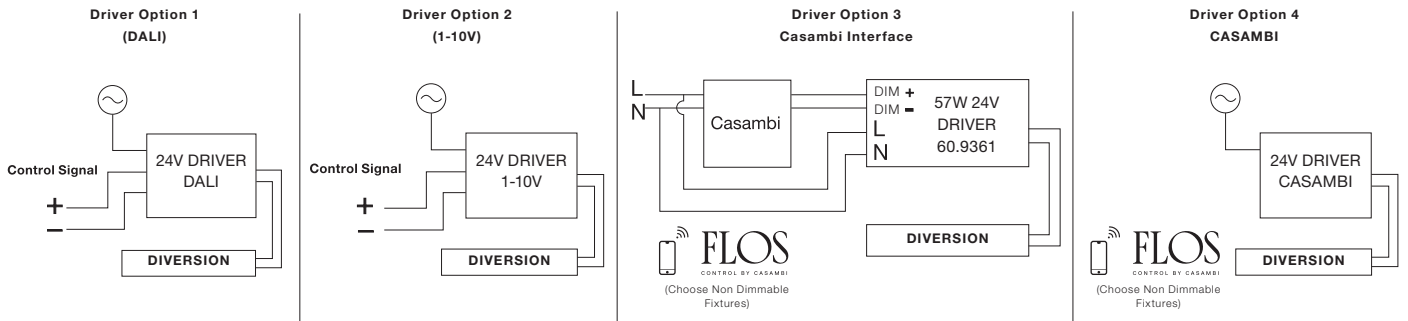 Driver Option 1
(DALI)
Control Signal
+
−
24V DRIVER
DALI
DIVERSION
Driver Option 2
(1-10V)
Control Signal
+
−
24V DRIVER
1-10V
DIVERSION
Driver Option 3
Casambi Interface
L
N
Casambi
DIM +
DIM −
L
N
57W 24V
DRIVER
60.9361
DIVERSION
FLOS
CONTROL BY CASAMBI
(Choose Non Dimmable
Fixtures)
Driver Option 4
CASAMBI
24V DRIVER
CASAMBI
DIVERSION
FLOS
CONTROL BY CASAMBI
(Choose Non Dimmable
Fixtures)